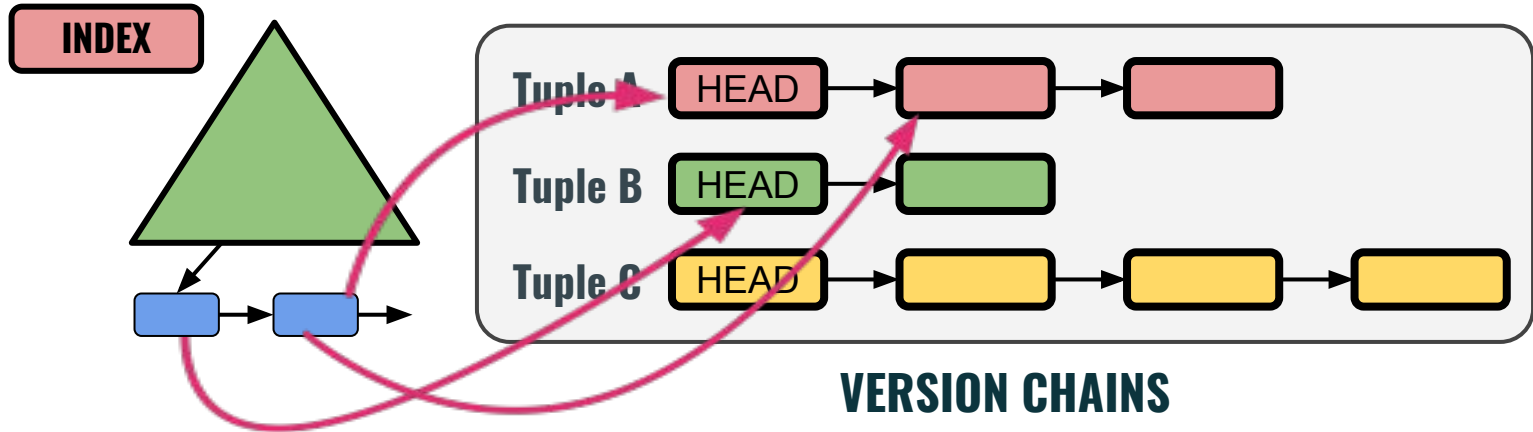 INDEX
Tuple A
HEAD
Tuple B
HEAD
Tuple C
HEAD
VERSION CHAINS